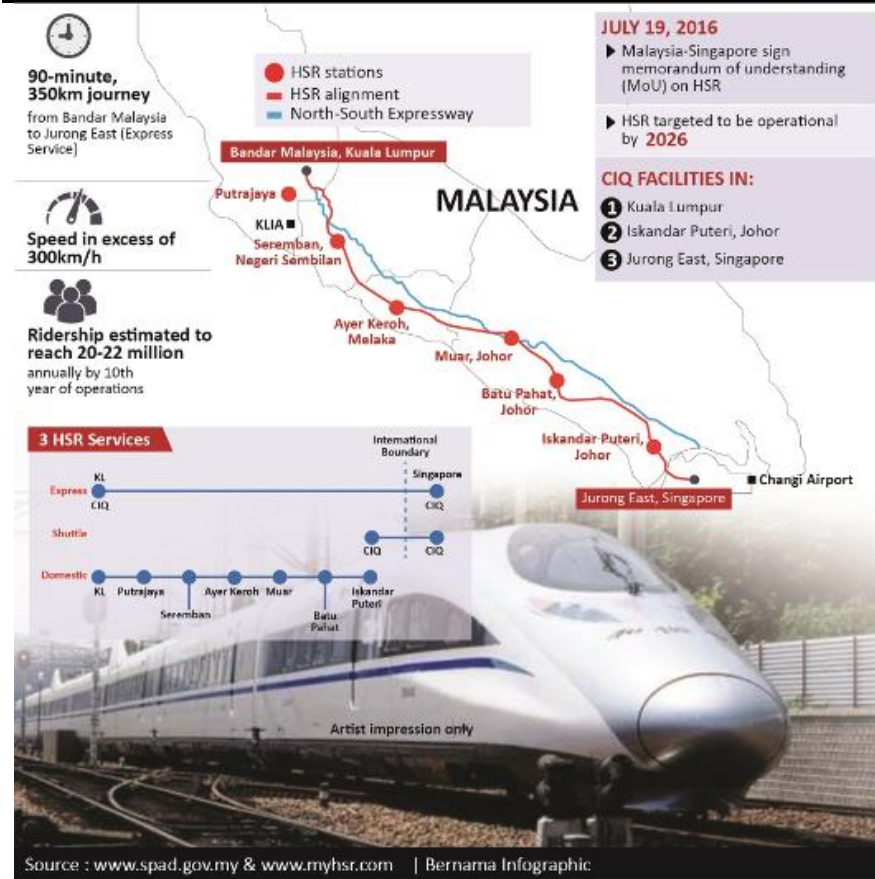 90-minute,
350km journey
from Bandar Malaysia
to Jurong East (Express
Service)
Speed in excess of
300km/h
Ridership estimated to
reach 20-22 million
annually by 10th
year of operations
HSR stations
HSR alignment
North-South Expressway
JULY 19, 2016
Malaysia-Singapore sign
memorandum of understanding
(MoU) on HSR
HSR targeted to be operational
by 2026
CIQ FACILITIES IN:
1 Kuala Lumpur
2 Iskandar Puteri, Johor
3 Jurong East, Singapore
Bandar Malaysia, Kuala Lumpur
MALAYSIA
Putrajaya
KLIA
Seremban,
Negeri Sembilan
Ayer Keroh,
Melaka
Muar, Johor
Batu Pahat,
Johor
Iskandar Puteri,
Johor
Changi Airport
Jurong East, Singapore
3 HSR Services
International
Boundary
KL
Singapore
Express
CIQ
CIQ
Shuttle
CIQ
CIQ
Domestic
KL
Putrajaya
Seremban
Ayer Keroh
Muar
Batu
Pahat
Iskandar
Puteri
Artist impression only
Source : www.spad.gov.my & www.myhsr.com | Bernama Infographic